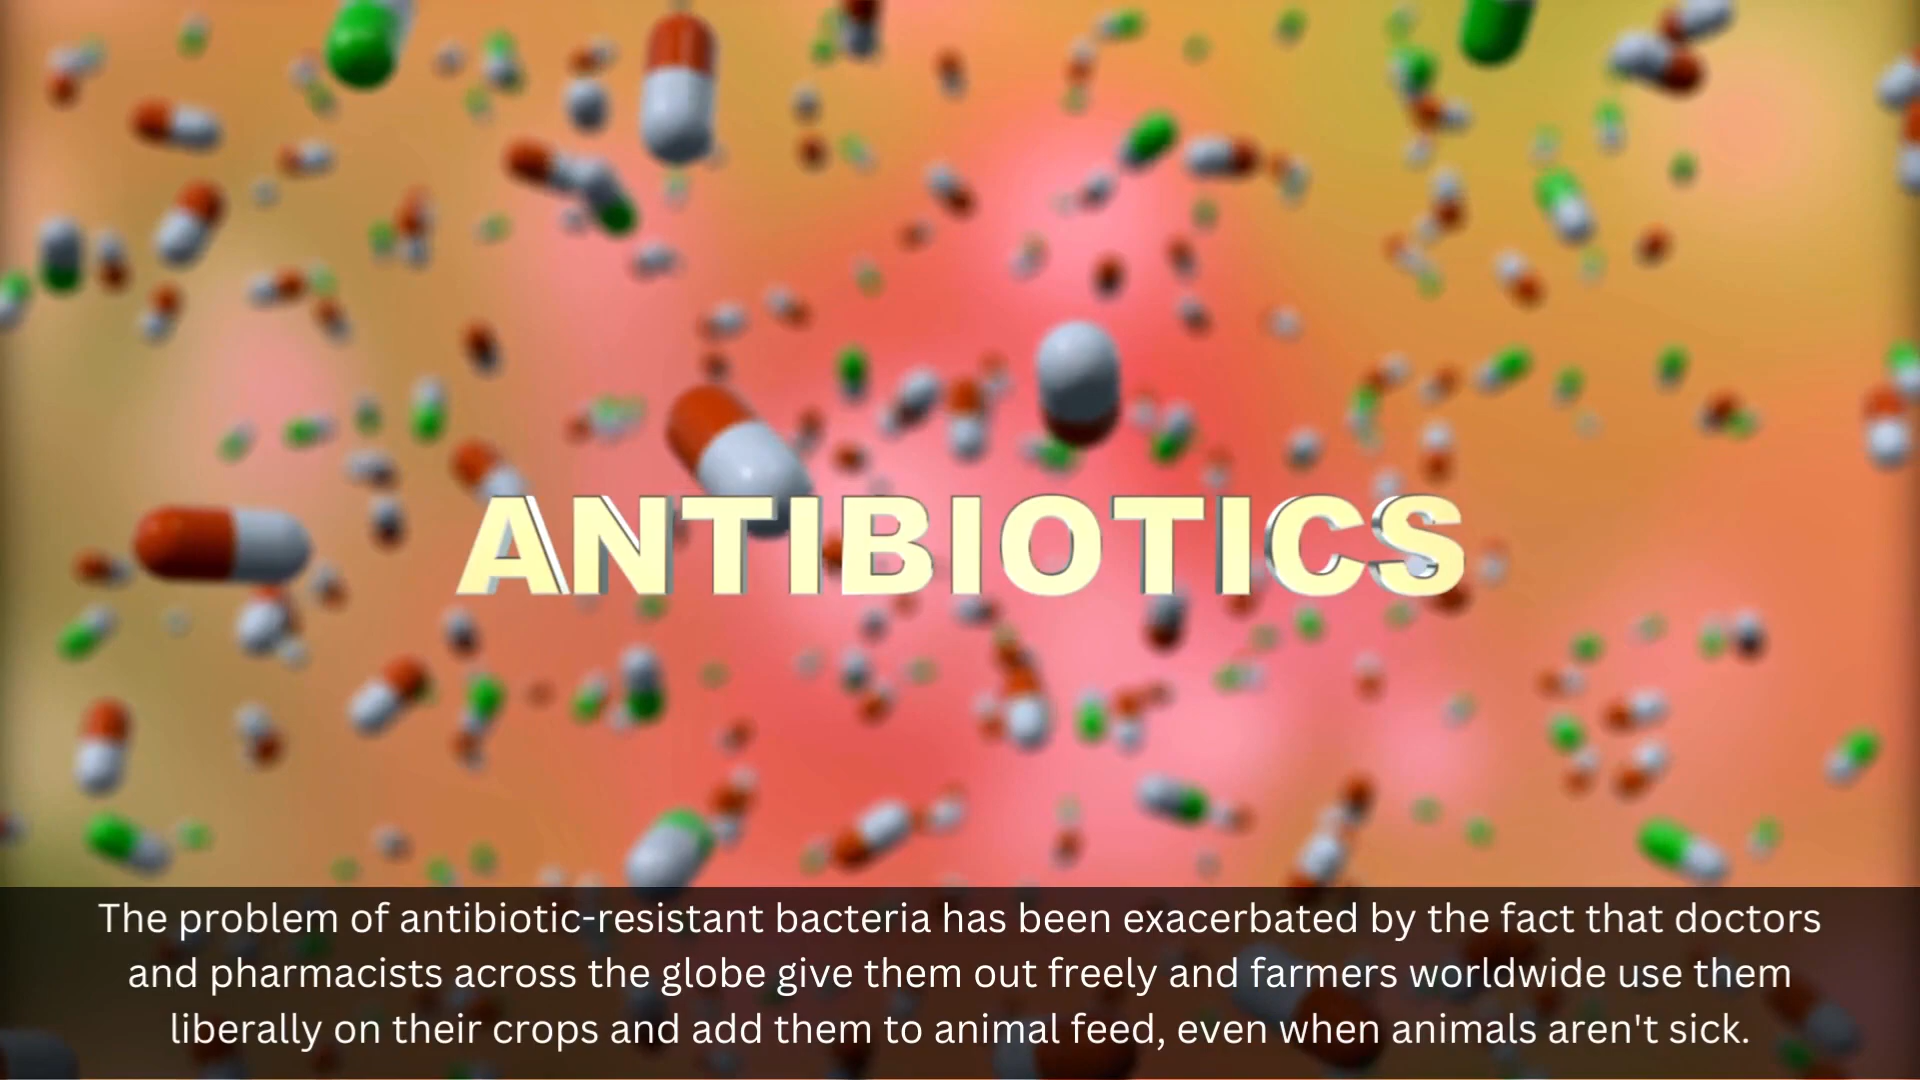 ANTIBIOTICS
The problem of antibiotic-resistant bacteria has been exacerbated by the fact that doctors
and pharmacists across the globe give them out freely and farmers worldwide use them
liberally on their crops and add them to animal feed, even when animals aren't sick.